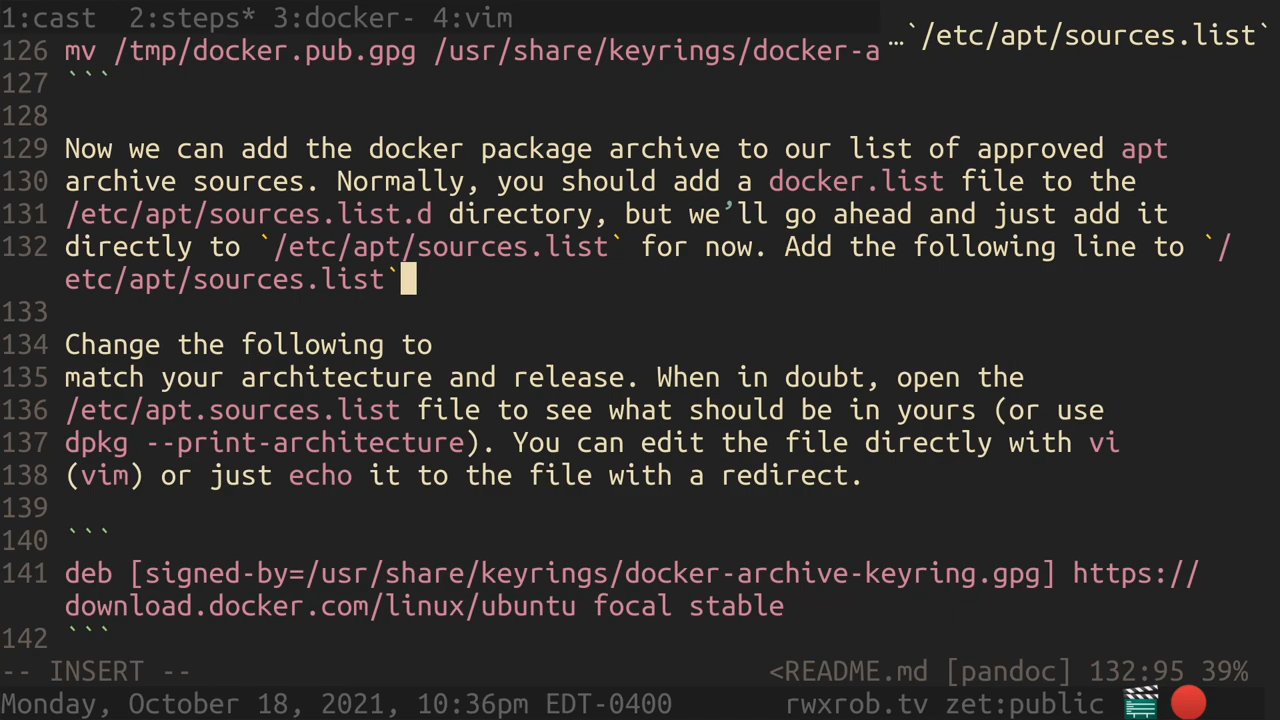 1:cast  2:steps* 3:docker- 4:vim
…`/etc/apt/sources.list`
126 mv /tmp/docker.pub.gpg /usr/share/keyrings/docker-a
127 ```
128
129 Now we can add the docker package archive to our list of approved apt
130 archive sources. Normally, you should add a docker.list file to the
131 /etc/apt/sources.list.d directory, but we’ll go ahead and just add it
132 directly to `/etc/apt/sources.list` for now. Add the following line to `/
etc/apt/sources.list`
133
134 Change the following to
135 match your architecture and release. When in doubt, open the
136 /etc/apt.sources.list file to see what should be in yours (or use
137 dpkg --print-architecture). You can edit the file directly with vi
138 (vim) or just echo it to the file with a redirect.
139
140 ```
141 deb [signed-by=/usr/share/keyrings/docker-archive-keyring.gpg] https://
download.docker.com/linux/ubuntu focal stable
142 ```
-- INSERT -- <README.md [pandoc] 132:95 39%
Monday, October 18, 2021, 10:36pm EDT-0400 rwxrob.tv zet:public